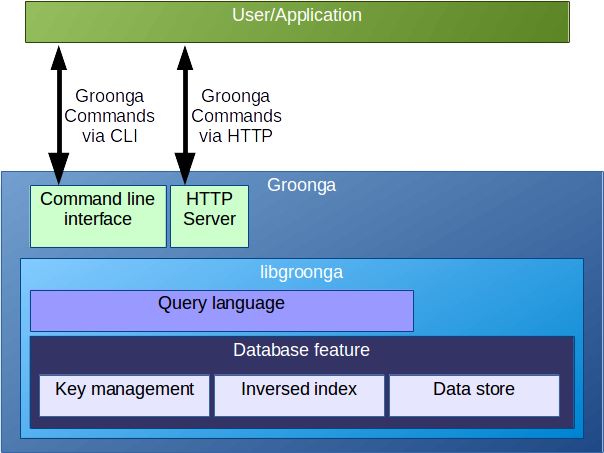 User/Application
Groonga
Commands
via CLI
Groonga
Commands
via HTTP
Groonga
Command line
interface
HTTP
Server
libgroonga
Query language
Database feature
Key management
Inversed index
Data store